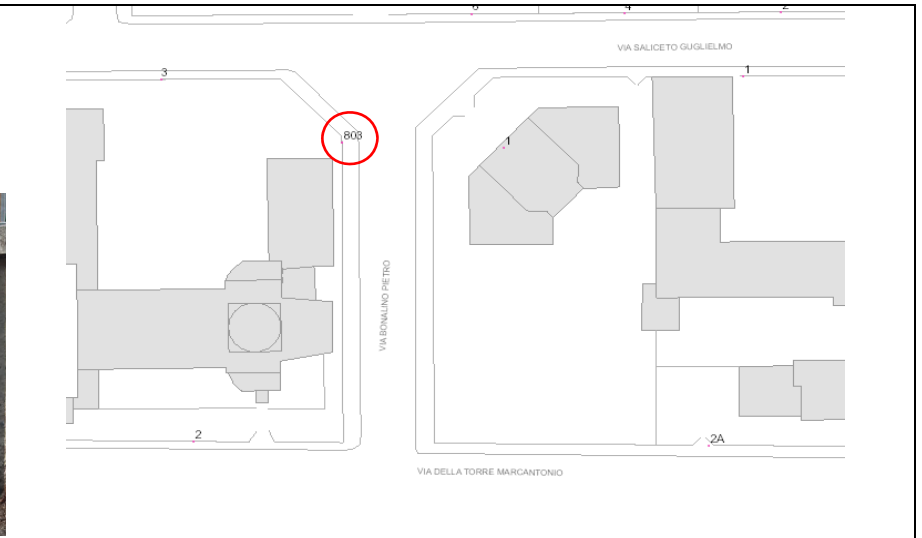 6 4 2
VIA SALICETO GUGLIELMO
3 1
803
1
VIA BONALINO PIETRO
2 2A
VIA DELLA TORRE MARCANTONIO